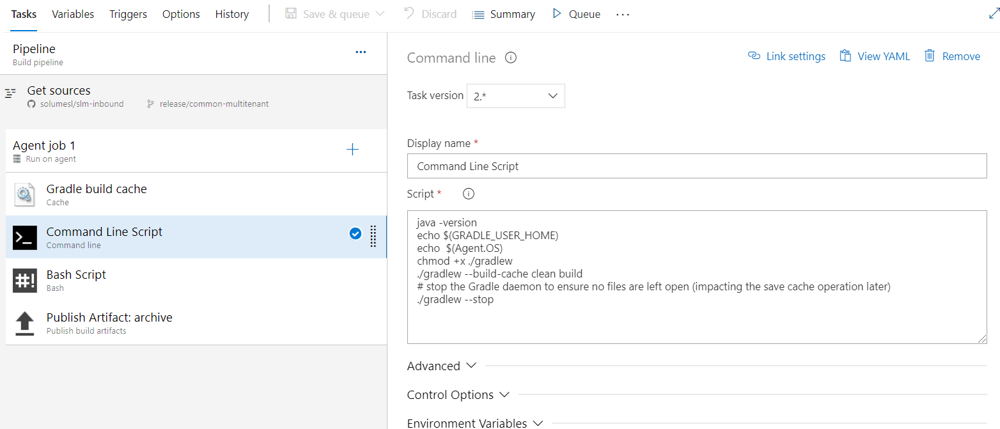 Tasks Variables Triggers Options History Save & queue Discard Summary Queue ...
Pipeline
Build pipeline
Get sources
solumesl/slm-inbound release/common-multitenant
Agent job 1
Run on agent
Gradle build cache
Cache
Command Line Script
Command line
Bash Script
Bash
Publish Artifact: archive
Publish build artifacts
Command line
Link settings View YAML Remove
Task version 2.*
Display name *
Command Line Script
Script *
java -version
echo $(GRADLE_USER_HOME)
echo  $(Agent.OS)
chmod +x ./gradlew
./gradlew --build-cache clean build
# stop the Gradle daemon to ensure no files are left open (impacting the save cache operation later)
./gradlew --stop
Advanced
Control Options
Environment Variables